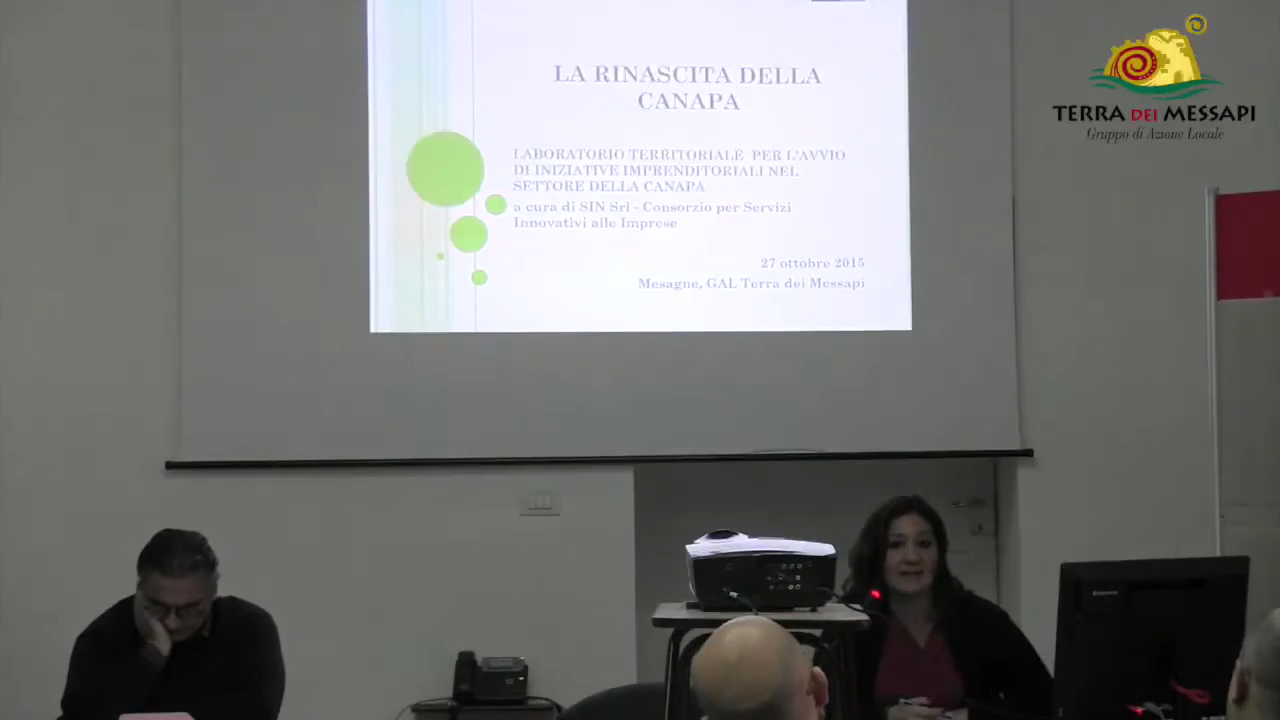 LA RINASCITA DELLA
CANAPA
LABORATORIO TERRITORIALE PER L'AVVIO
DI INIZIATIVE IMPRENDITORIALI NEL
SETTORE DELLA CANAPA
a cura di SIN Srl - Consorzio per Servizi
Innovativi alle Imprese
27 ottobre 2015
Mesagne, GAL Terra dei Messapi
TERRA DEI MESSAPI
Gruppo di Azione Locale